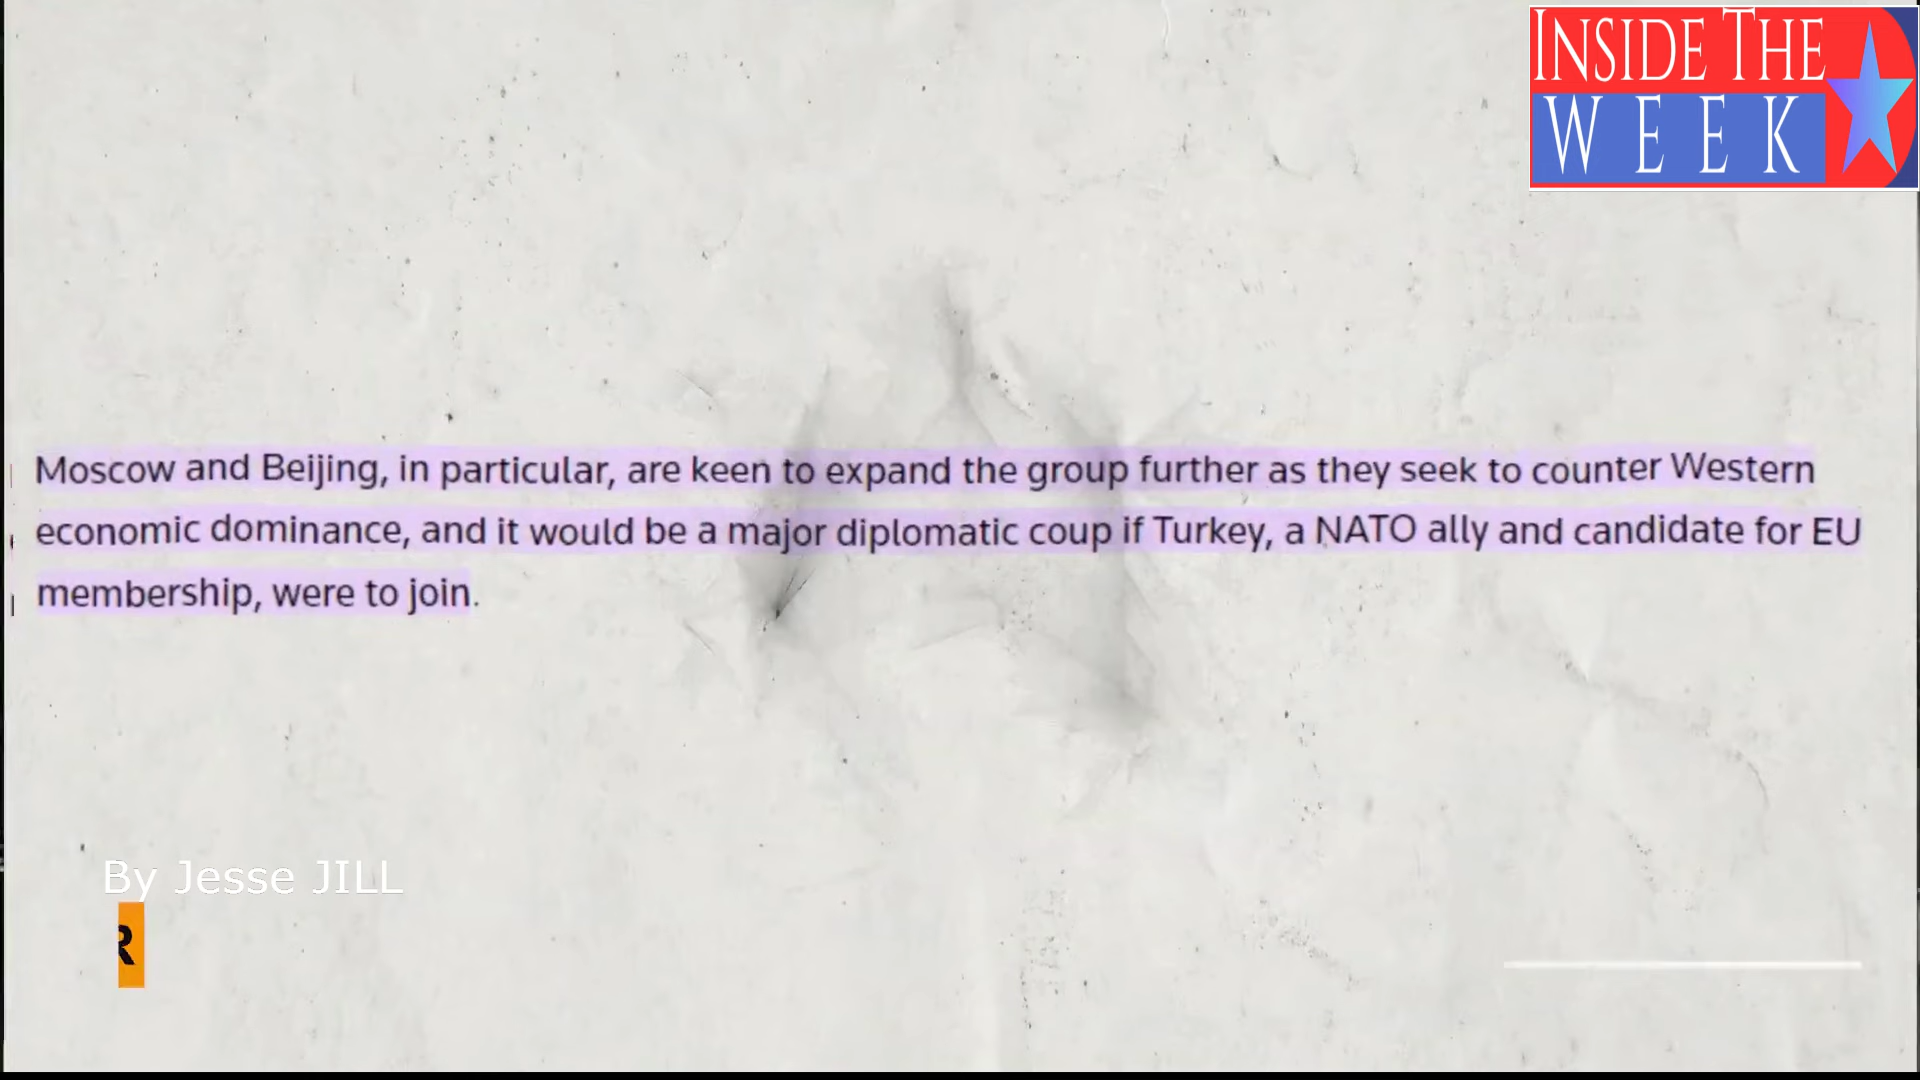 INSIDE THE
WEEK
Moscow and Beijing, in particular, are keen to expand the group further as they seek to counter Western
economic dominance, and it would be a major diplomatic coup if Turkey, a NATO ally and candidate for EU
membership, were to join.
By Jesse JILL
R